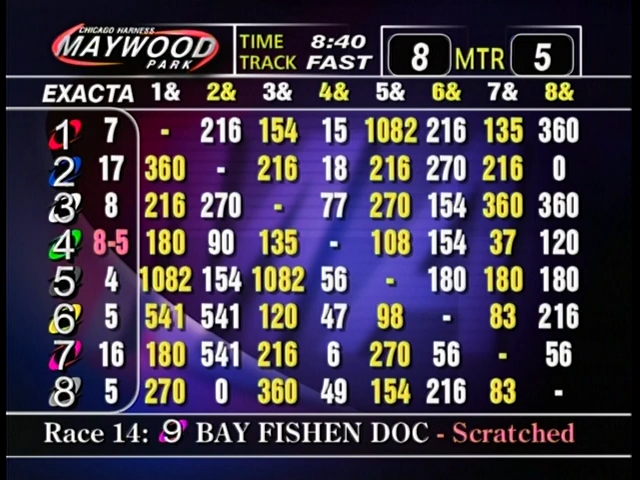 CHICAGO HARNESS
MAYWOOD
PARK
TIME 8:40
TRACK FAST
8 MTR 5
EXACTA 1& 2& 3& 4& 5& 6& 7& 8&
1 7 - 216 154 15 1082 216 135 360
2 17 360 - 216 18 216 270 216 0
3 8 216 270 - 77 270 154 360 360
4 8-5 180 90 135 - 108 154 37 120
5 4 1082 154 1082 56 - 180 180 180
6 5 541 541 120 47 98 - 83 216
7 16 180 541 216 6 270 56 - 56
8 5 270 0 360 49 154 216 83 -
Race 14: 9 BAY FISHEN DOC - Scratched